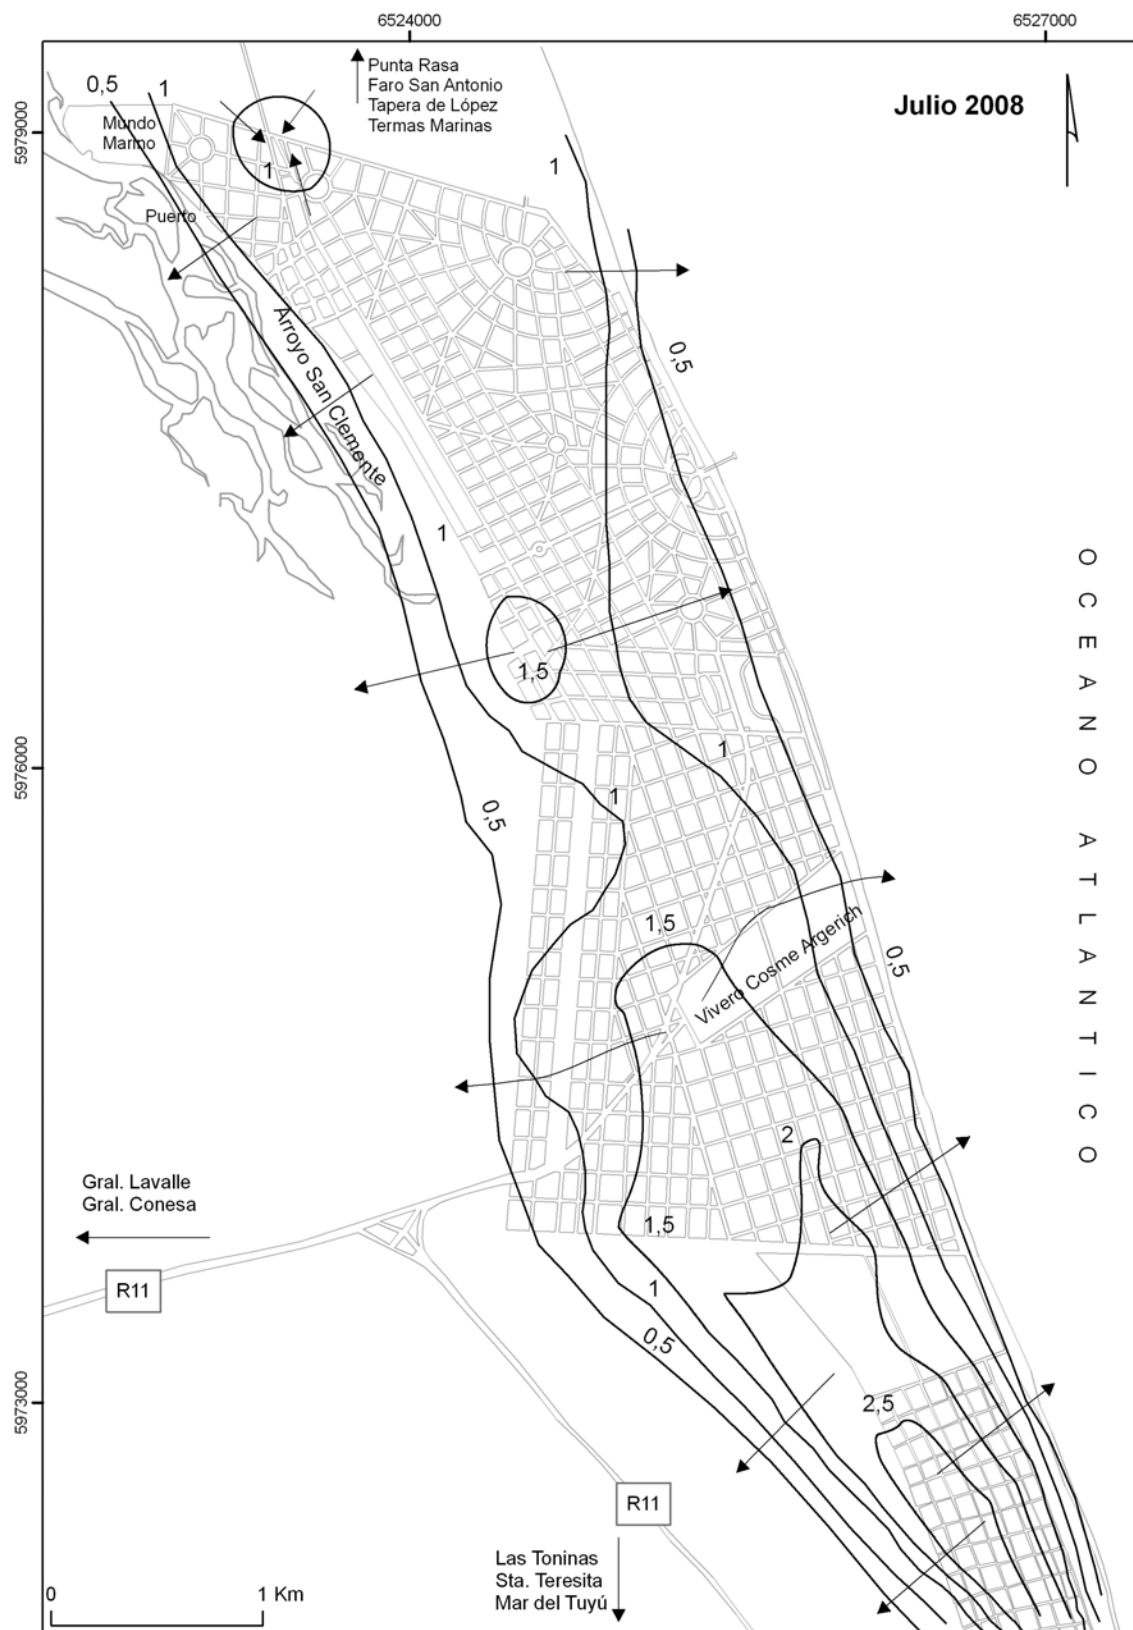 6524000
6527000
Julio 2008
Punta Rasa
Faro San Antonio
Tapera de López
Termas Marinas
0,5
1
Mundo
Marino
1
1
5979000
Puerto
Arroyo San Clemente
0,5
1
1,5
OCEANO ATLANTICO
5976000
1
1
0,5
1,5
Vivero Cosme Argerich
0,5
2
Gral. Lavalle
Gral. Conesa
1,5
R11
1
0,5
5973000
2,5
R11
Las Toninas
Sta. Teresita
Mar del Tuyú
0
1 Km